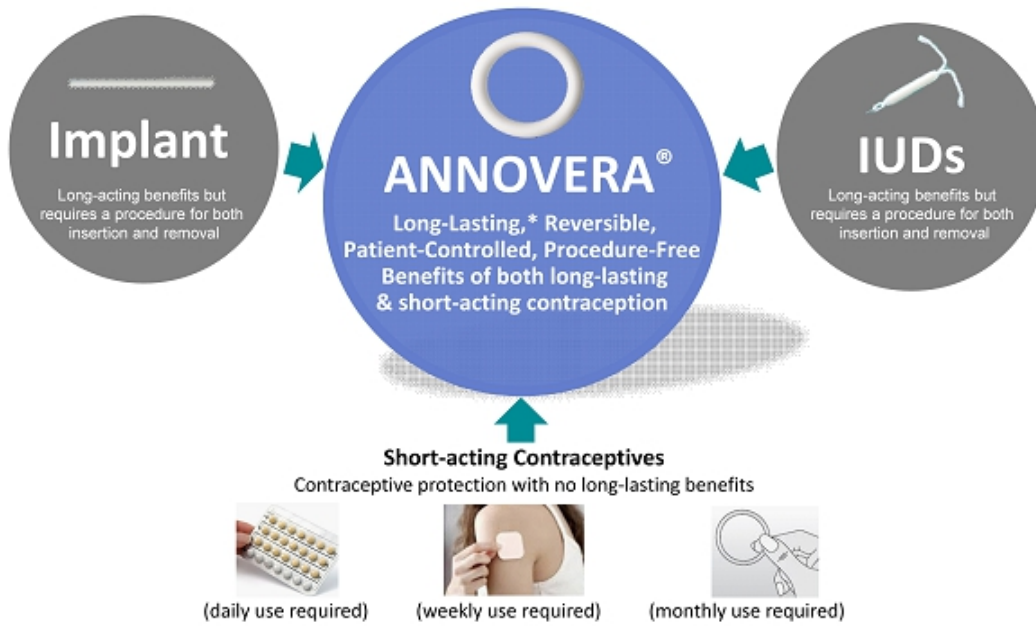 Implant
Long-acting benefits but
requires a procedure for both
insertion and removal
ANNOVERA®
Long-Lasting,* Reversible,
Patient-Controlled, Procedure-Free
Benefits of both long-lasting
& short-acting contraception
IUDs
Long-acting benefits but
requires a procedure for both
insertion and removal
Short-acting Contraceptives
Contraceptive protection with no long-lasting benefits
(daily use required)
(weekly use required)
(monthly use required)